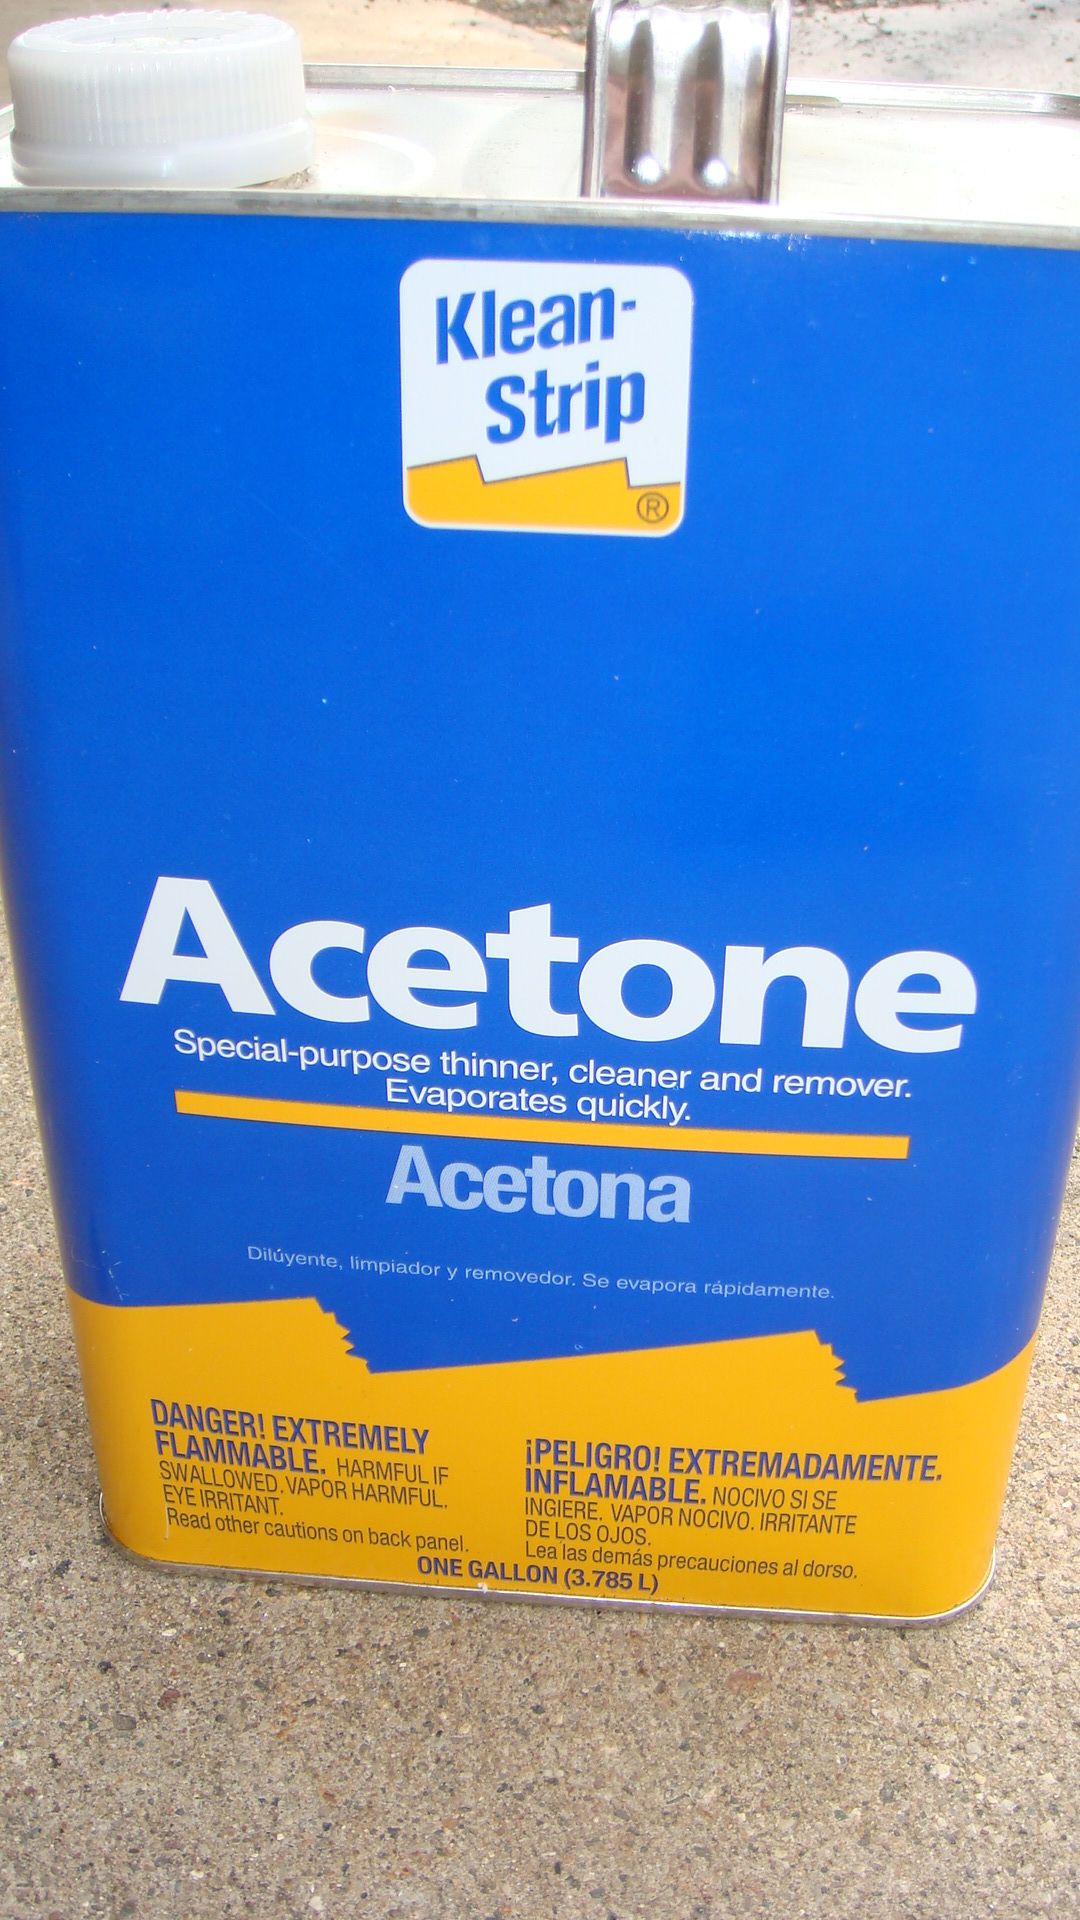 Klean-
Strip
®
Acetone
Special-purpose thinner, cleaner and remover.
Evaporates quickly.
Acetona
Dilúyente, limpiador y removedor. Se evapora rápidamente.
DANGER! EXTREMELY
FLAMMABLE. HARMFUL IF
SWALLOWED. VAPOR HARMFUL.
EYE IRRITANT.
Read other cautions on back panel.
¡PELIGRO! EXTREMADAMENTE.
INFLAMABLE. NOCIVO SI SE
INGIERE. VAPOR NOCIVO. IRRITANTE
DE LOS OJOS.
Lea las demás precauciones al dorso.
ONE GALLON (3.785 L)